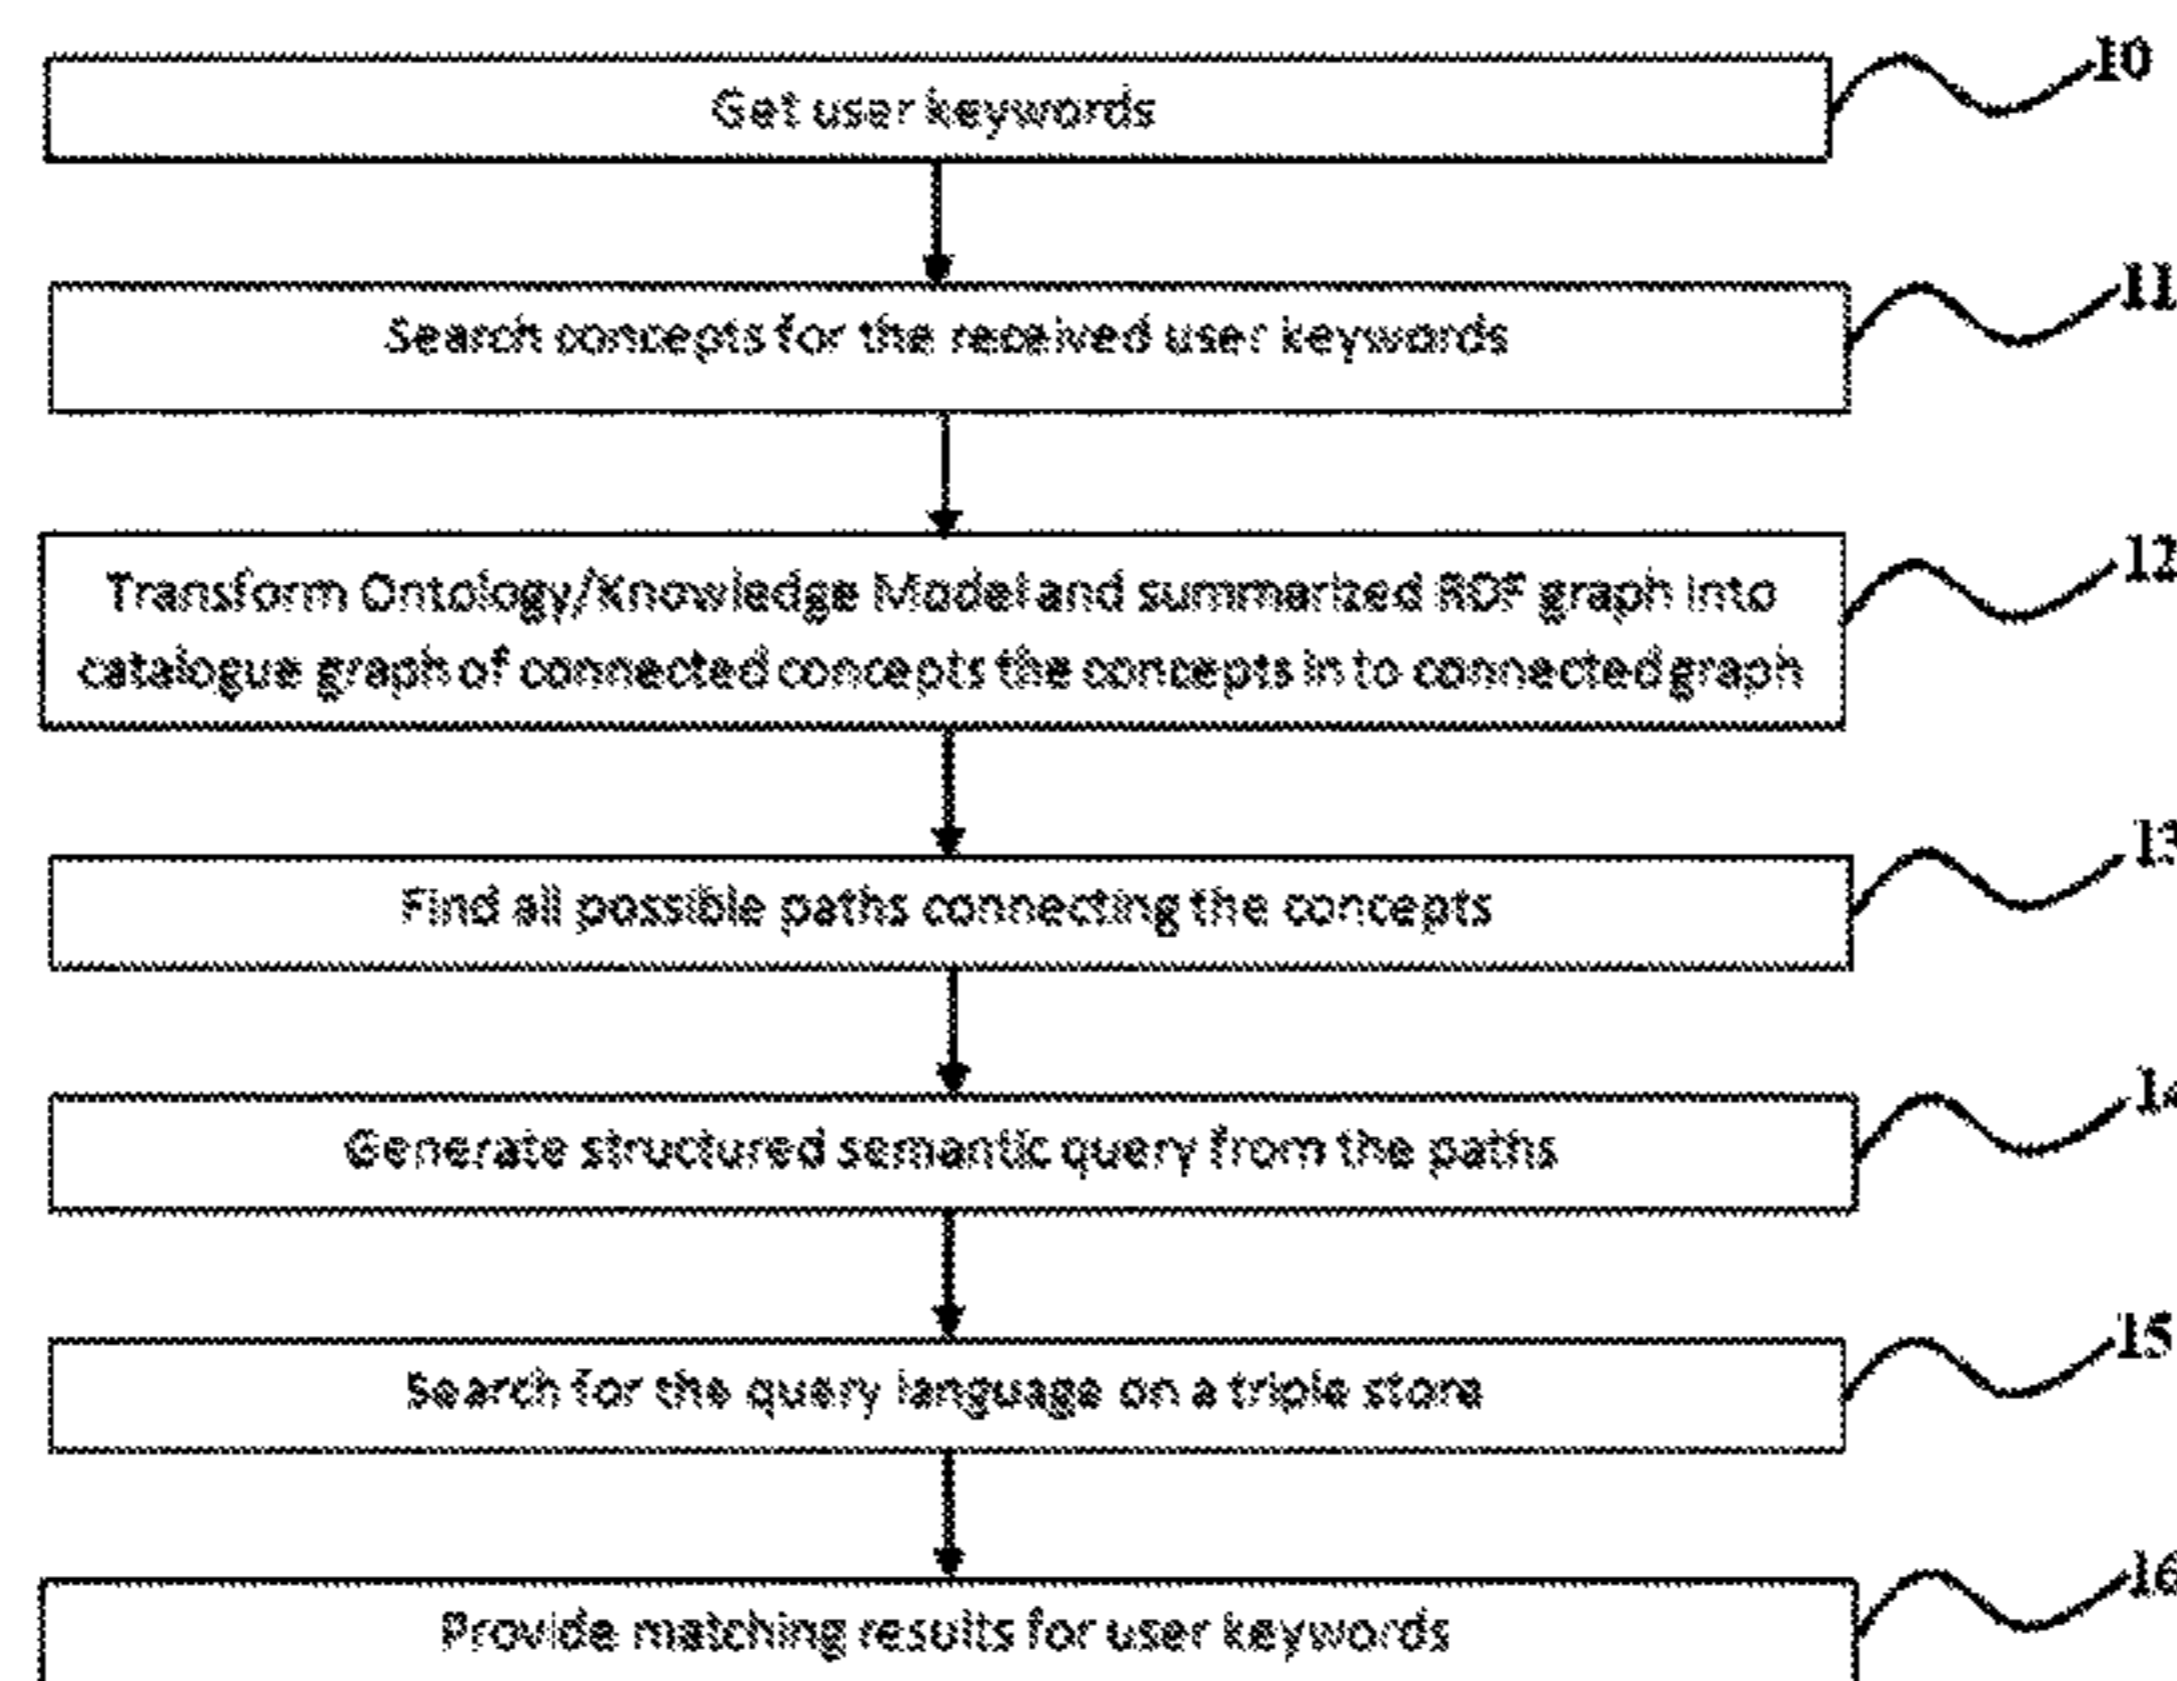 Get user keywords
10
Search concepts for the received user keywords
11
Transform Ontology/Knowledge Model and summarized RDF graph into
12
catalogue graph of connected concepts the concepts in to connected graph
Find all possible paths connecting the concepts
13
Generate structured semantic query from the paths
Search for the query language on a triple store
15
Provide matching results for user keywords
16